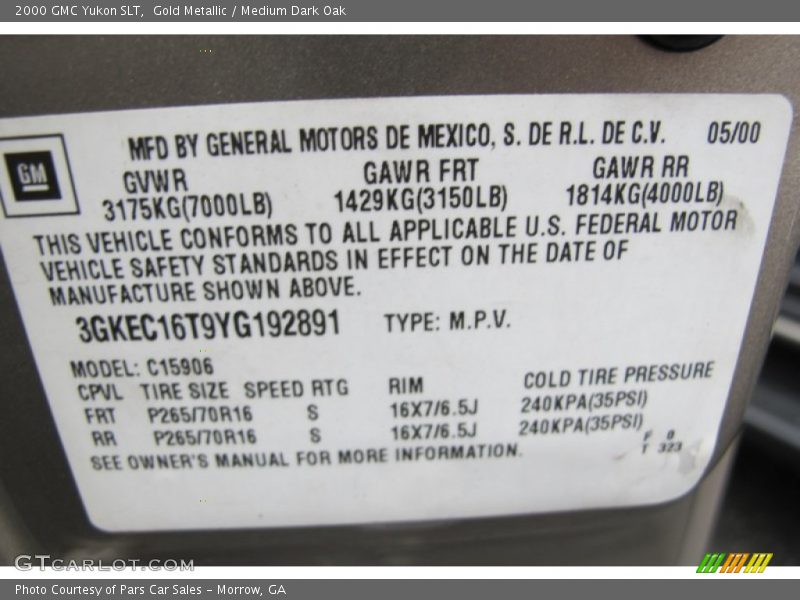 2000 GMC Yukon SLT, Gold Metallic / Medium Dark Oak
MFD BY GENERAL MOTORS DE MEXICO, S. DE R.L. DE C.V. 05/00
GM
GVWR GAWR FRT GAWR RR
3175KG(7000LB) 1429KG(3150LB) 1814KG(4000LB)
THIS VEHICLE CONFORMS TO ALL APPLICABLE U.S. FEDERAL MOTOR
VEHICLE SAFETY STANDARDS IN EFFECT ON THE DATE OF
MANUFACTURE SHOWN ABOVE.
3GKEC16T9YG192891 TYPE: M.P.V.
MODEL: C15906
CPVL TIRE SIZE SPEED RTG RIM COLD TIRE PRESSURE
FRT P265/70R16 S 16X7/6.5J 240KPA(35PSI)
RR P265/70R16 S 16X7/6.5J 240KPA(35PSI)
SEE OWNER'S MANUAL FOR MORE INFORMATION.
F 0
T 323
GTCARLOT.COM
Photo Courtesy of Pars Car Sales - Morrow, GA